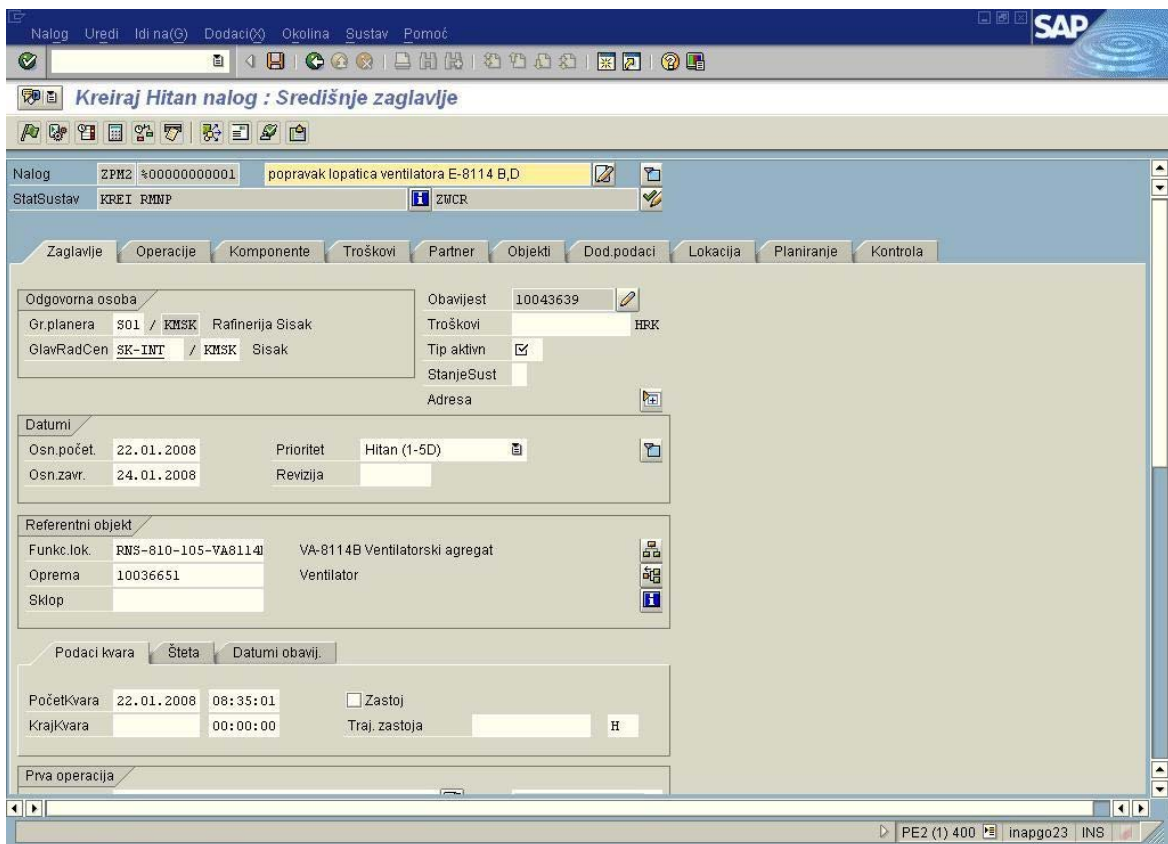 Nalog Uredi Idi na(G) Dodaci(X) Okolina Sustav Pomoć
SAP
Kreiraj Hitan nalog : Središnje zaglavlje
Nalog ZPM2 %00000000001 popravak lopatica ventilatora E-8114 B,D
StatSustav KREI RMNP ZWCR
Zaglavlje Operacije Komponente Troškovi Partner Objekti Dod.podaci Lokacija Planiranje Kontrola
Odgovorna osoba
Obavijest 10043639
Gr.planera S01 / KMSK Rafinerija Sisak
Troškovi HRK
GlavRadCen SK-INT / KMSK Sisak
Tip aktivn
StanjeSust
Adresa
Datumi
Osn.počet. 22.01.2008 Prioritet Hitan (1-5D)
Osn.zavr. 24.01.2008 Revizija
Referentni objekt
Funkc.lok. RNS-810-105-VA8114 VA-8114B Ventilatorski agregat
Oprema 10036651 Ventilator
Sklop
Podaci kvara Šteta Datumi obavij.
PočetKvara 22.01.2008 08:35:01 Zastoj
KrajKvara 00:00:00 Traj. zastoja H
Prva operacija
PE2 (1) 400 inapgo23 INS